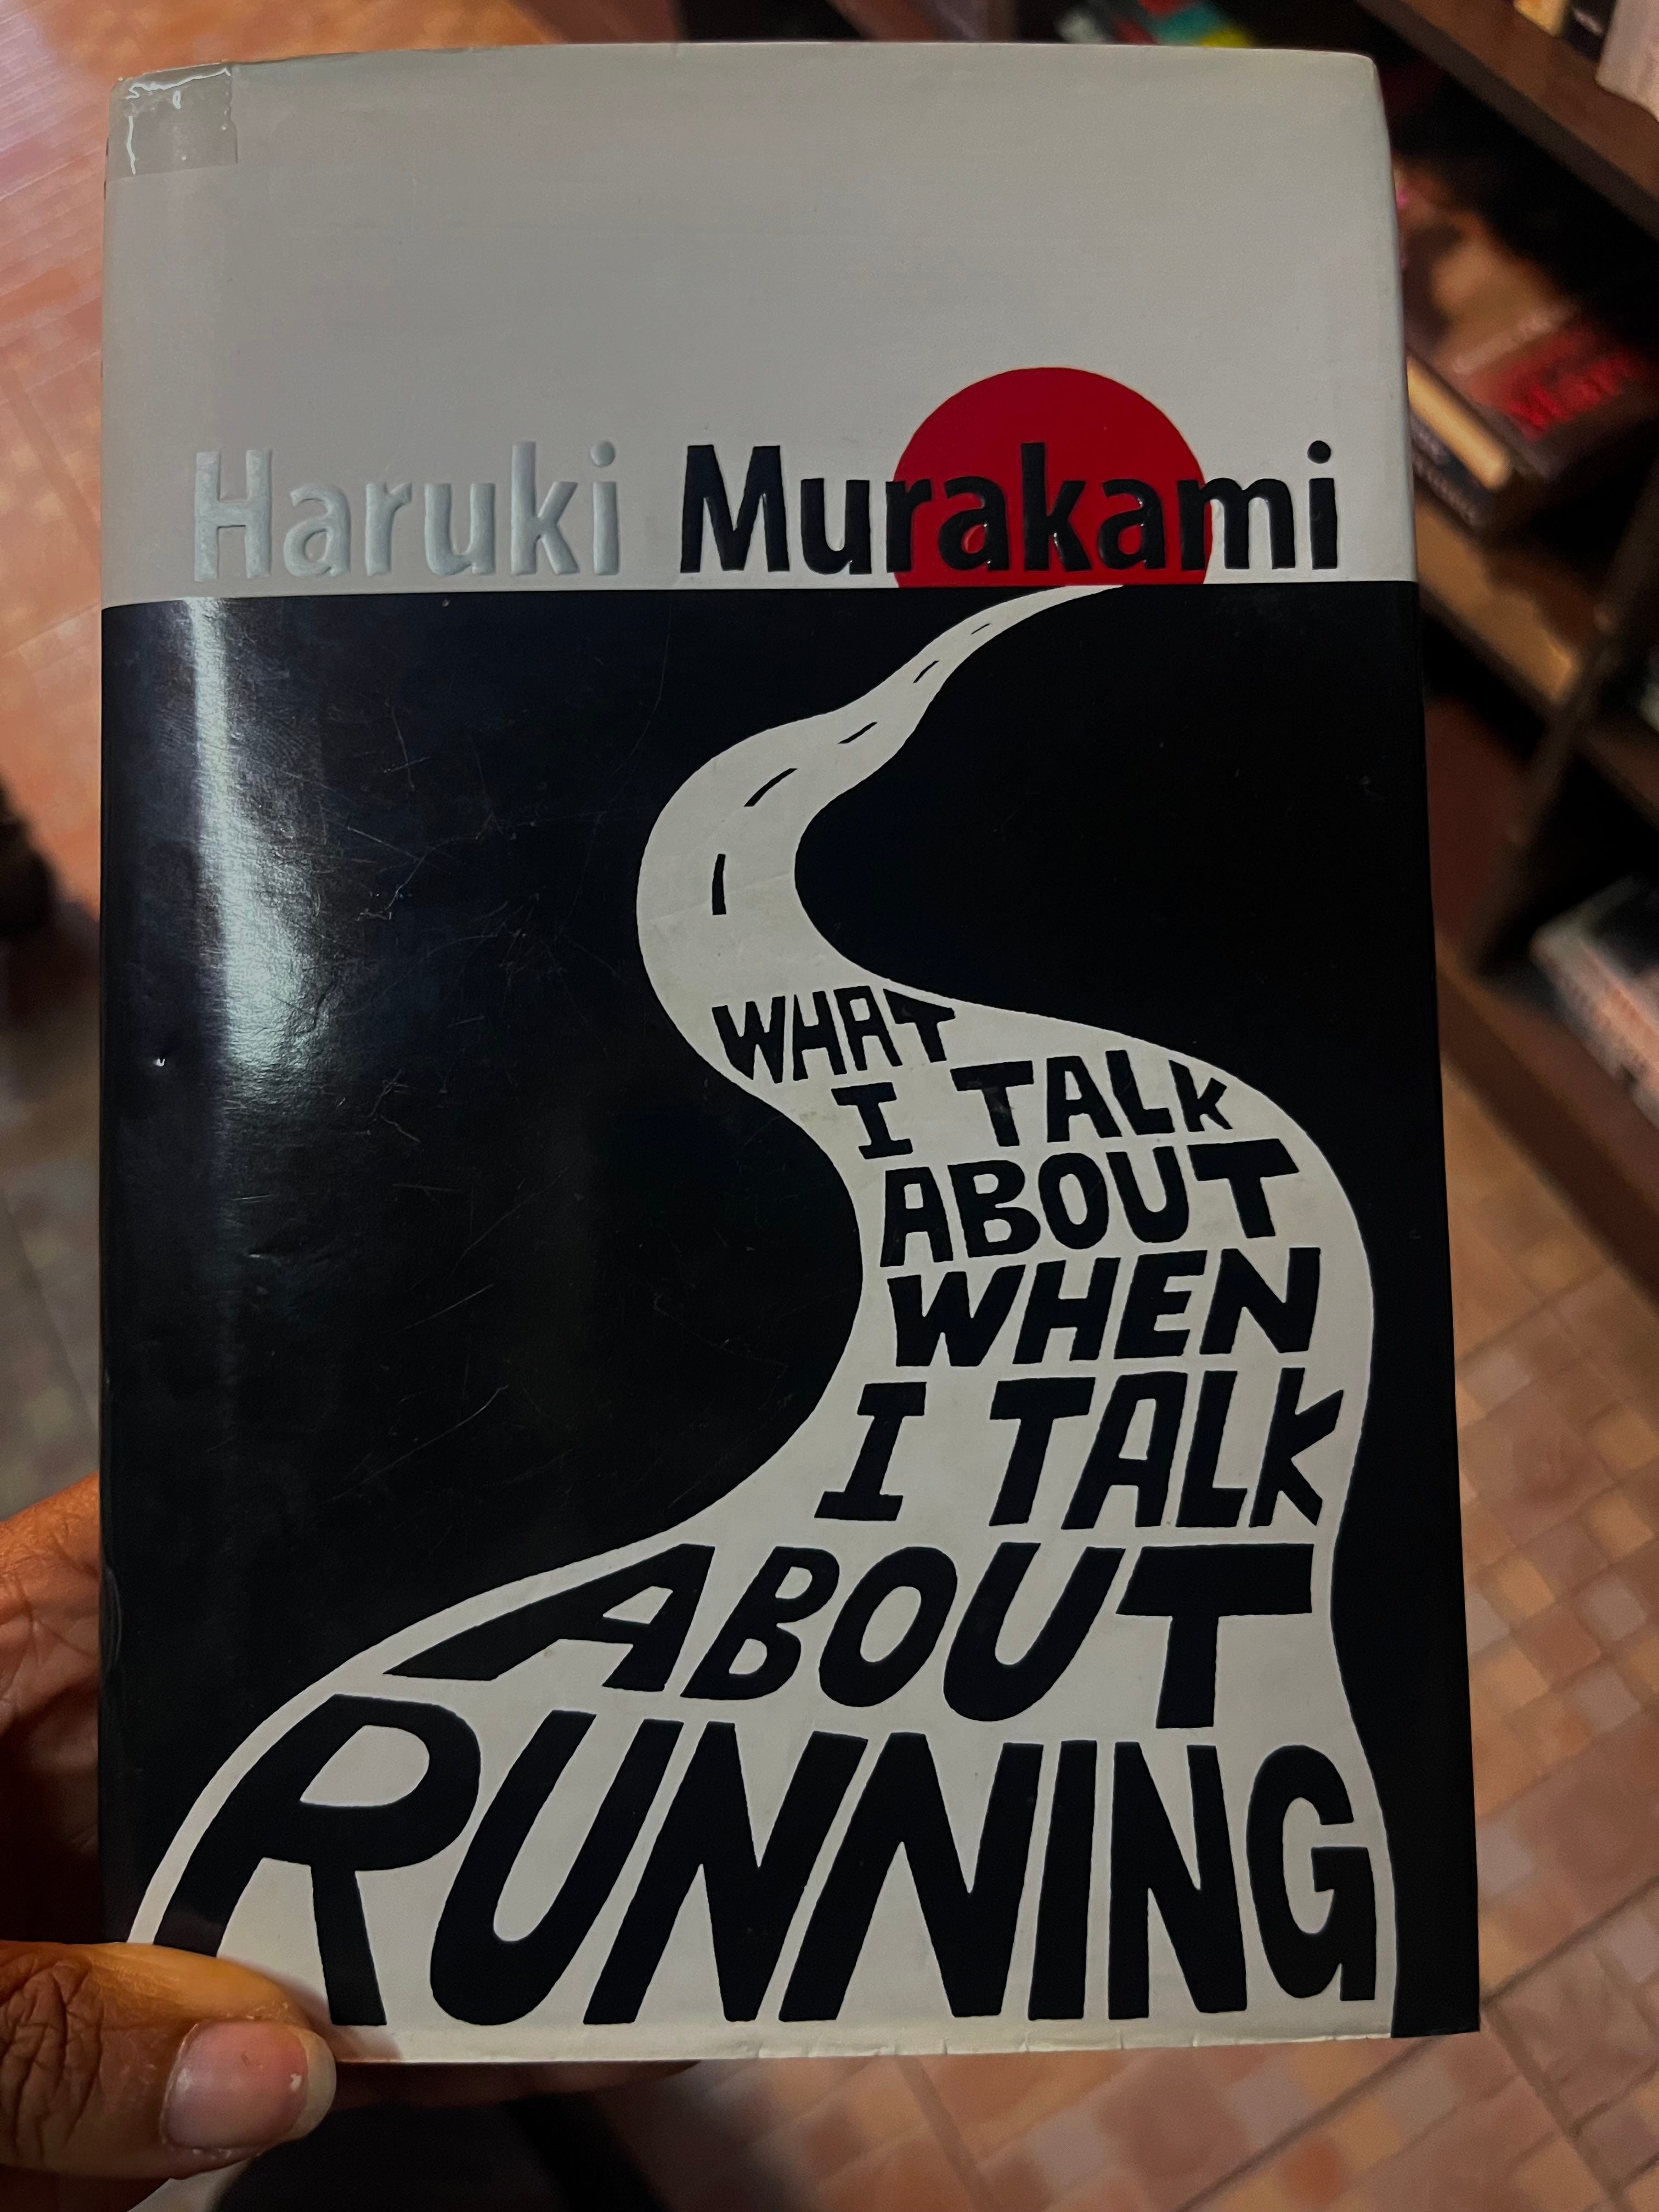 Haruki Murakami
WHAT
I TALK
ABOUT
WHEN
I TALK
ABOUT
RUNNING